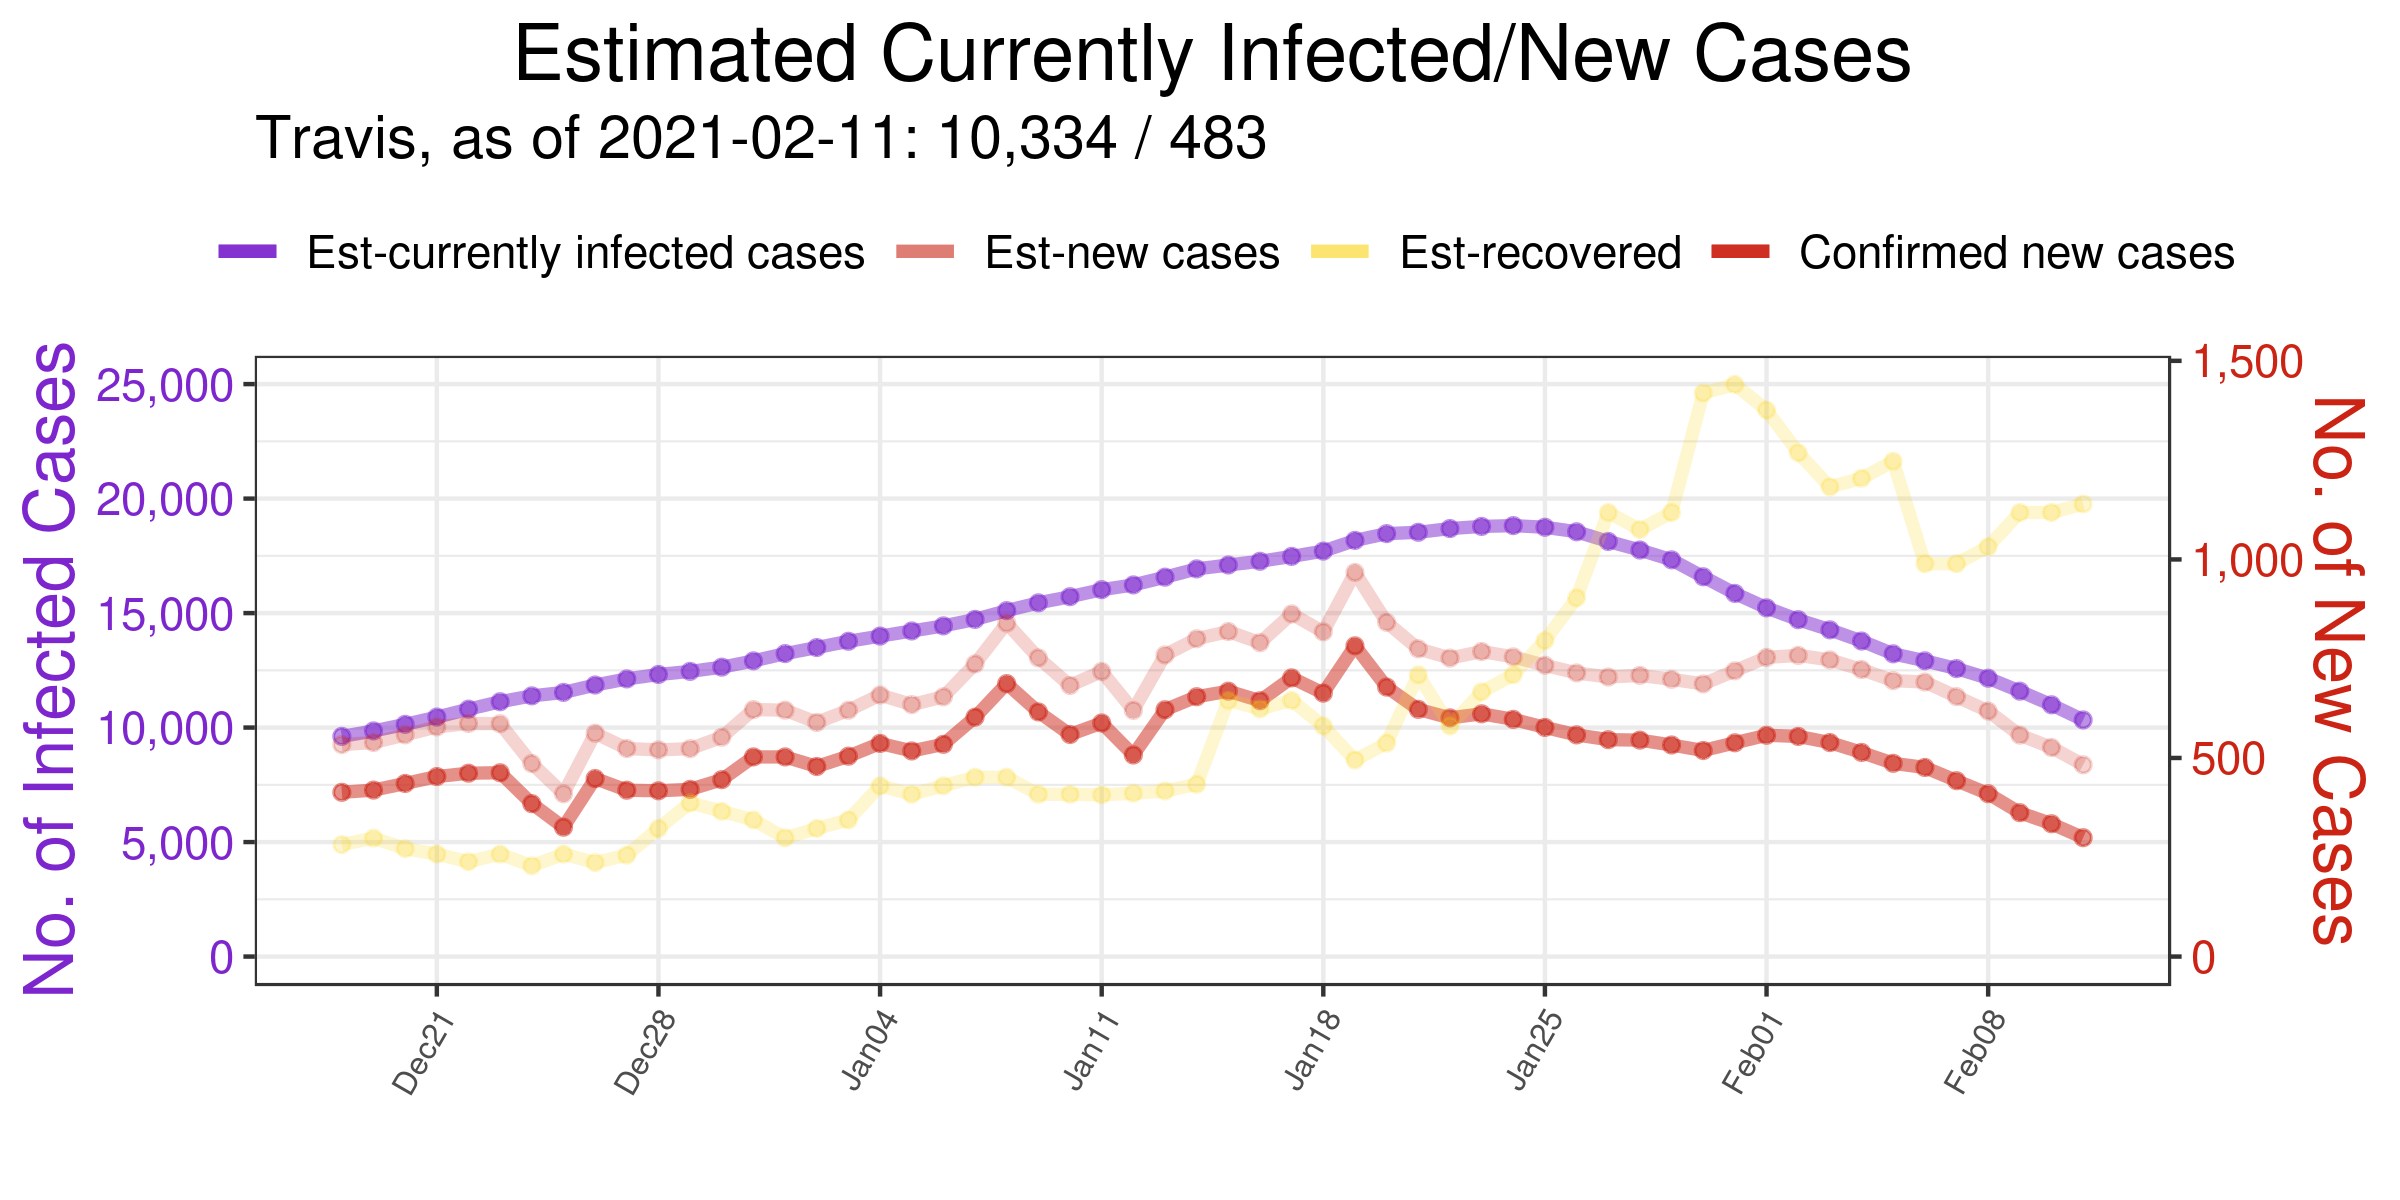 Estimated Currently Infected/New Cases
Travis, as of 2021-02-11: 10,334 / 483
Est-currently infected cases Est-new cases Est-recovered Confirmed new cases
No. of Infected Cases
25,000
20,000
15,000
10,000
5,000
0
1,500
1,000
500
0
No. of New Cases
Dec21 Dec28 Jan04 Jan11 Jan18 Jan25 Feb01 Feb08